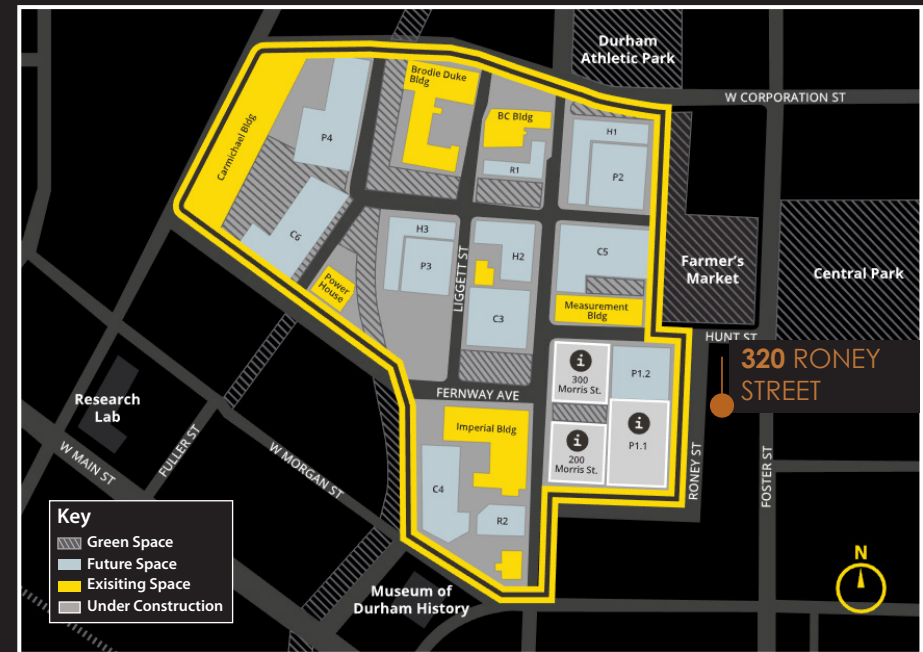 Durham
Athletic Park
W CORPORATION ST
Brodie Duke
Bldg
BC Bldg
Carmichael Bldg
P4
H1
R1
P2
C6
H3
P3
LIGGETT ST
H2
C5
Farmer's
Market
Central Park
Power
House
C3
Measurement
Bldg
HUNT ST
320 RONEY
STREET
i
300
Morris St.
P1.2
FERNWAY AVE
Research
Lab
Imperial Bldg
i
200
Morris St.
i
P1.1
W MAIN ST
FULLER ST
W MORGAN ST
C4
R2
RONEY ST
FOSTER ST
Key
Green Space
Future Space
Exisiting Space
Under Construction
Museum of
Durham History
N